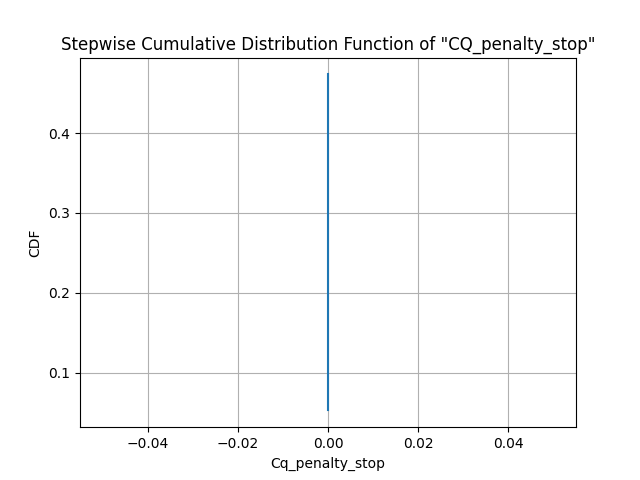 Stepwise Cumulative Distribution Function of "CQ_penalty_stop"
0.4
0.3
0.2
0.1
CDF
−0.04 −0.02 0.00 0.02 0.04
Cq_penalty_stop